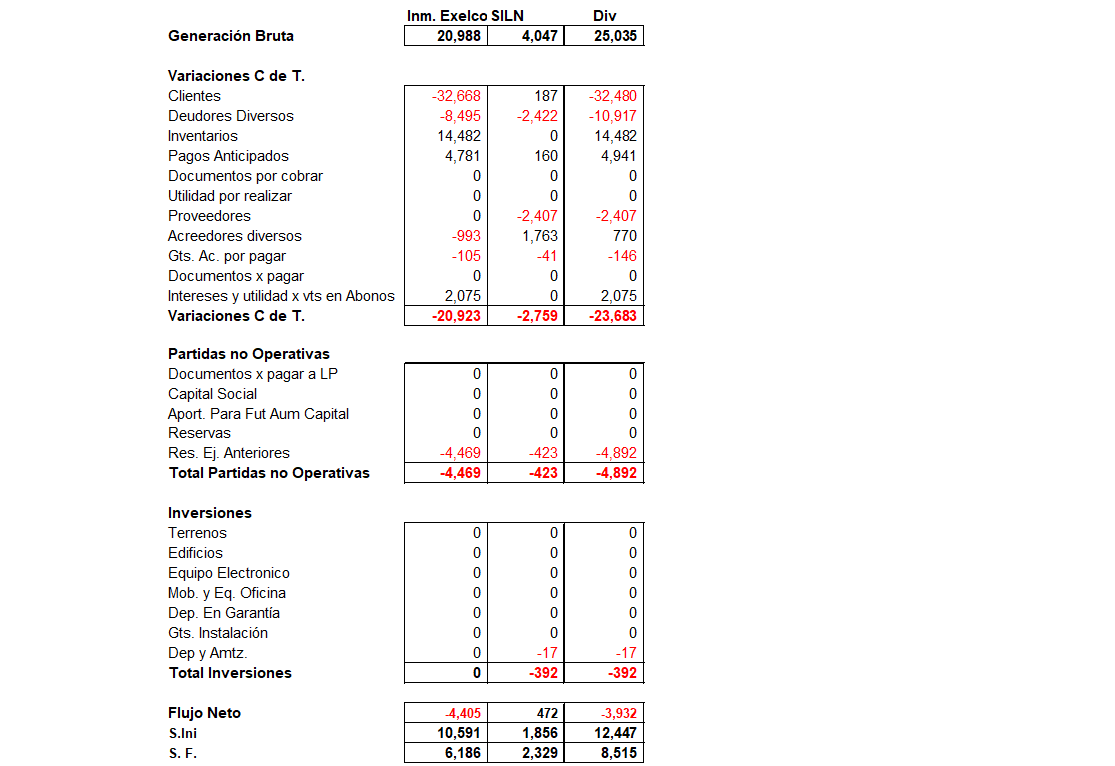 Inm. Exelco SILN Div
Generación Bruta 20,988 4,047 25,035
Variaciones C de T.
Clientes -32,668 187 -32,480
Deudores Diversos -8,495 -2,422 -10,917
Inventarios 14,482 0 14,482
Pagos Anticipados 4,781 160 4,941
Documentos por cobrar 0 0 0
Utilidad por realizar 0 0 0
Proveedores 0 -2,407 -2,407
Acreedores diversos -993 1,763 770
Gts. Ac. por pagar -105 -41 -146
Documentos x pagar 0 0 0
Intereses y utilidad x vts en Abonos 2,075 0 2,075
Variaciones C de T. -20,923 -2,759 -23,683
Partidas no Operativas
Documentos x pagar a LP 0 0 0
Capital Social 0 0 0
Aport. Para Fut Aum Capital 0 0 0
Reservas 0 0 0
Res. Ej. Anteriores -4,469 -423 -4,892
Total Partidas no Operativas -4,469 -423 -4,892
Inversiones
Terrenos 0 0 0
Edificios 0 0 0
Equipo Electronico 0 0 0
Mob. y Eq. Oficina 0 0 0
Dep. En Garantía 0 0 0
Gts. Instalación 0 0 0
Dep y Amtz. 0 -17 -17
Total Inversiones 0 -392 -392
Flujo Neto -4,405 472 -3,932
S.Ini 10,591 1,856 12,447
S. F. 6,186 2,329 8,515